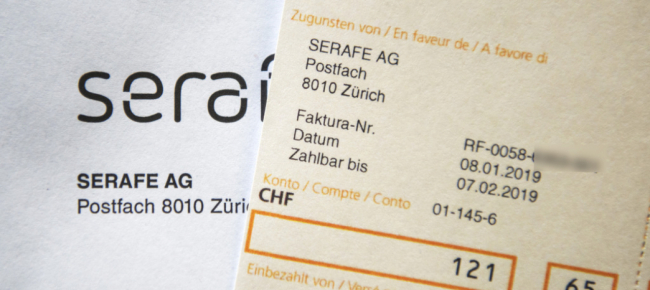 serafe
SERAFE AG
Postfach 8010
Zugunsten von / En faveur de / A favore di
SERAFE AG
Postfach
8010 Zürich
Faktura-Nr. RF-0058-
Datum 08.01.2019
Zahlbar bis 07.02.2019
Konto / Compte / Conto 01-145-6
CHF
121 65
Einbezahlt von /